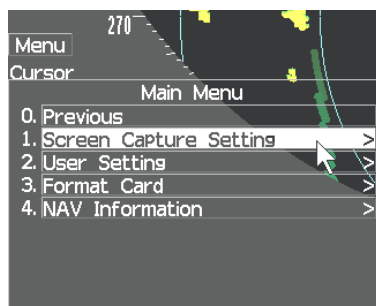 270
Menu
Cursor
Main Menu
0. Previous
1. Screen Capture Setting >
2. User Setting >
3. Format Card >
4. NAV Information >